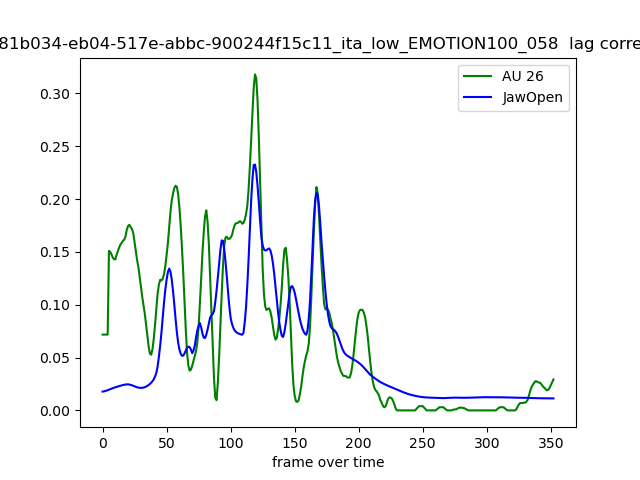 81b034-eb04-517e-abbc-900244f15c11_ita_low_EMOTION100_058 lag corre
AU 26
JawOpen
0.30
0.25
0.20
0.15
0.10
0.05
0.00
0 50 100 150 200 250 300 350
frame over time